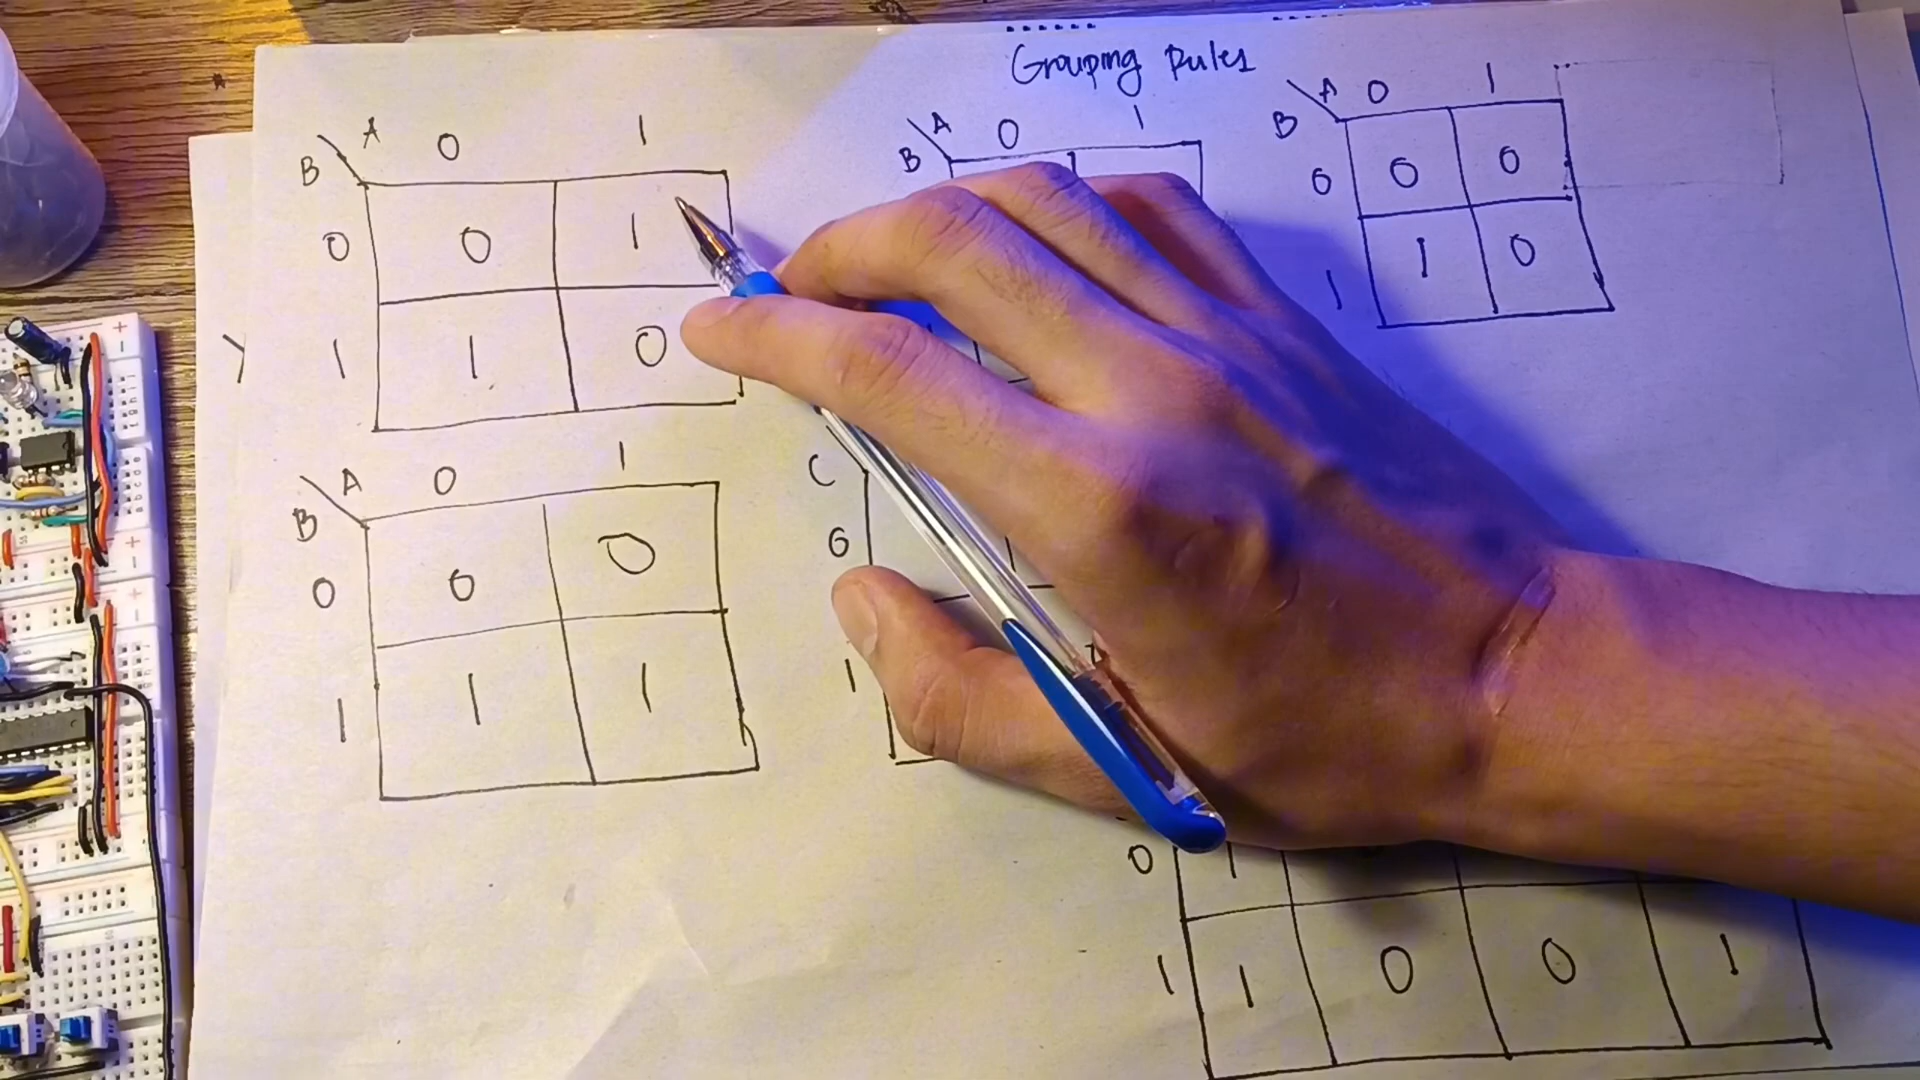 Grouping Rules
A 0 1
B
0 0 1
1 1 0
A 0 1
B
A 0 1
B
0 0 0
1 1 0
A 0 1
B
0 0 0
1 1 1
C
0
1
0 1
1 1 0 0 1